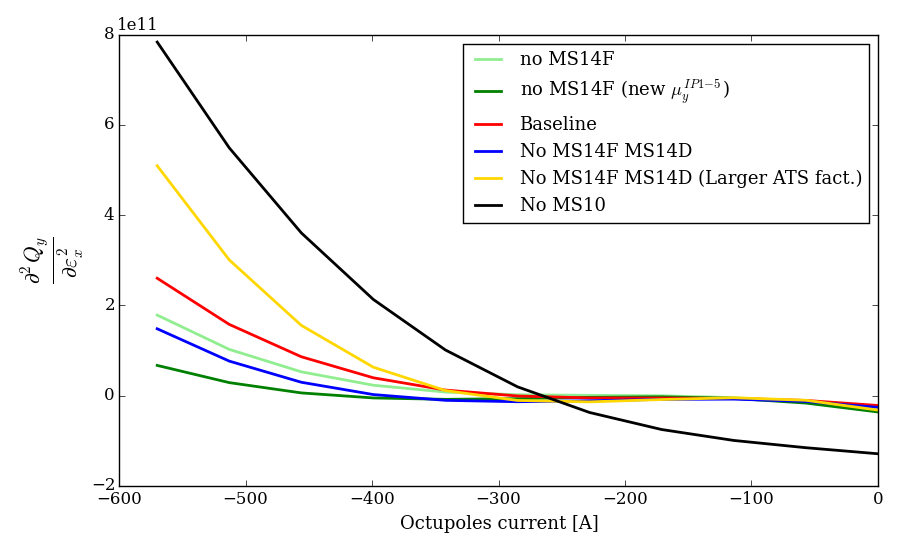 1e11
8
6
4
2
0
−2
−600
−500
−400
−300
−200
−100
0
Octupoles current [A]
∂²Q_y
∂ε_x²
no MS14F
no MS14F (new μ_y^{IP1−5})
Baseline
No MS14F MS14D
No MS14F MS14D (Larger ATS fact.)
No MS10